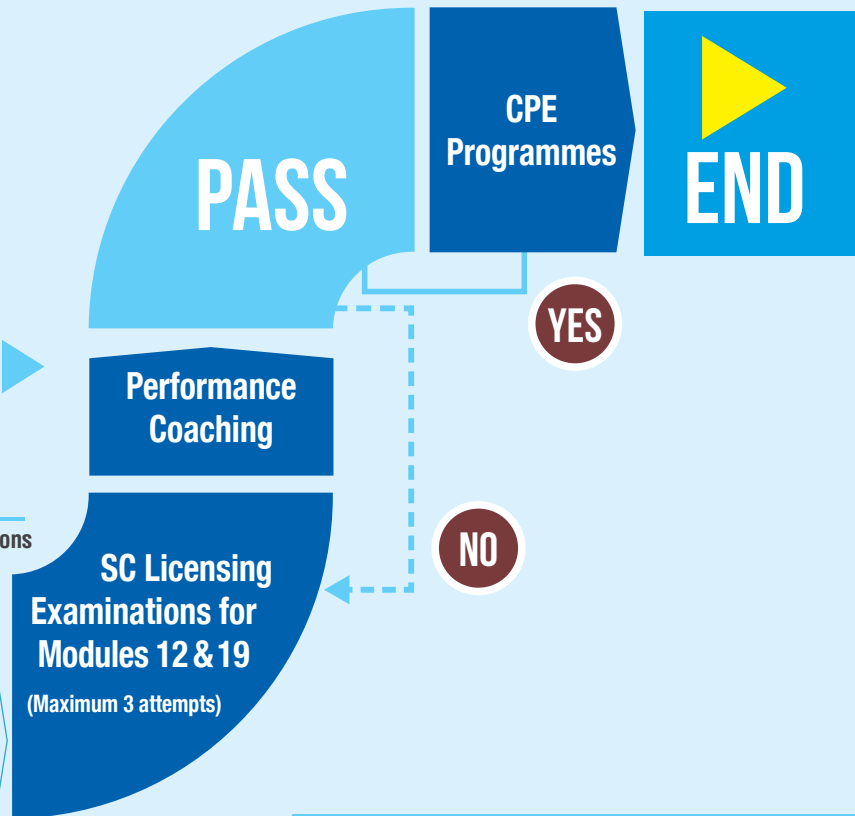 CPE
Programmes
END
PASS
YES
Performance
Coaching
NO
SC Licensing
Examinations for
Modules 12 & 19
(Maximum 3 attempts)